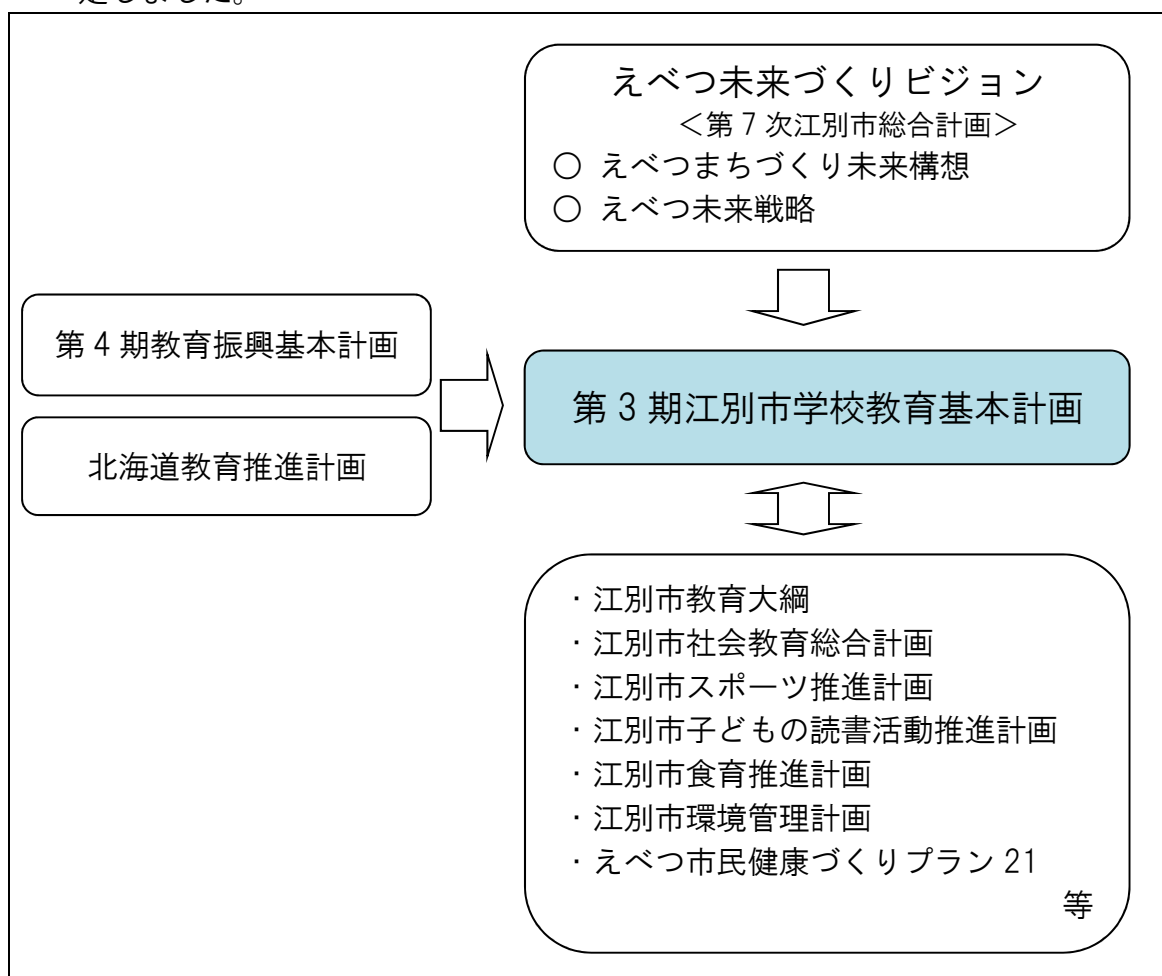 定しました。
えべつ未来づくりビジョン
＜第７次江別市総合計画＞
○ えべつまちづくり未来構想
○ えべつ未来戦略
第４期教育振興基本計画
北海道教育推進計画
第３期江別市学校教育基本計画
・江別市教育大綱
・江別市社会教育総合計画
・江別市スポーツ推進計画
・江別市子どもの読書活動推進計画
・江別市食育推進計画
・江別市環境管理計画
・えべつ市民健康づくりプラン 21
等